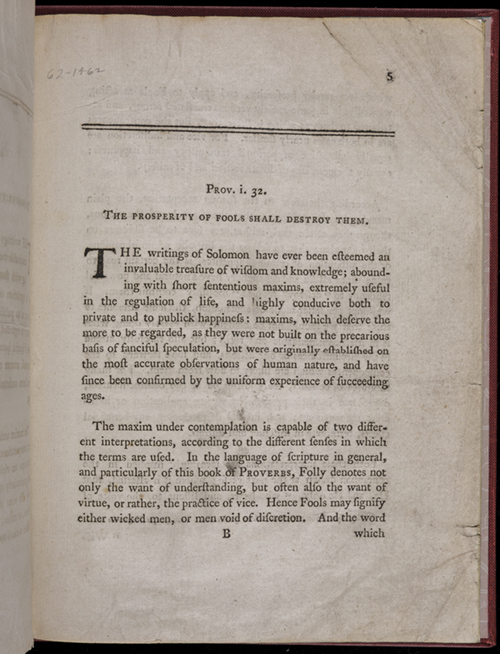 62-1462
5
PROV. i. 32.
THE PROSPERITY OF FOOLS SHALL DESTROY THEM.
THE writings of Solomon have ever been eſteemed an
invaluable treaſure of wiſdom and knowledge; abound-
ing with ſhort ſententious maxims, extremely uſeful
in the regulation of life, and highly conducive both to
private and to publick happineſs: maxims, which deſerve the
more to be regarded, as they were not built on the precarious
baſis of fanciful ſpeculation, but were originally eſtabliſhed on
the moſt accurate obſervations of human nature, and have
ſince been confirmed by the uniform experience of ſucceeding
ages.
The maxim under contemplation is capable of two differ-
ent interpretations, according to the different ſenſes in which
the terms are uſed. In the language of ſcripture in general,
and particularly of this book of PROVERBS, Folly denotes not
only the want of underſtanding, but often alſo the want of
virtue, or rather, the practice of vice. Hence Fools may ſignify
either wicked men, or men void of diſcretion. And the word
B which